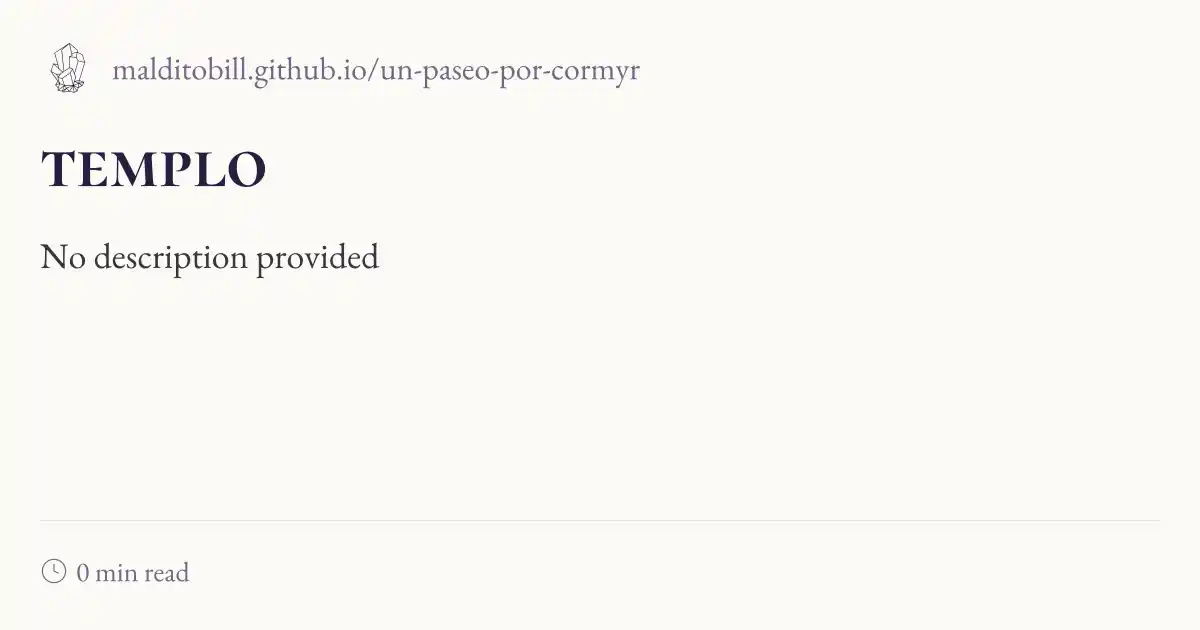 malditobill.github.io/un-paseo-por-cormyr
TEMPLO
No description provided
0 min read